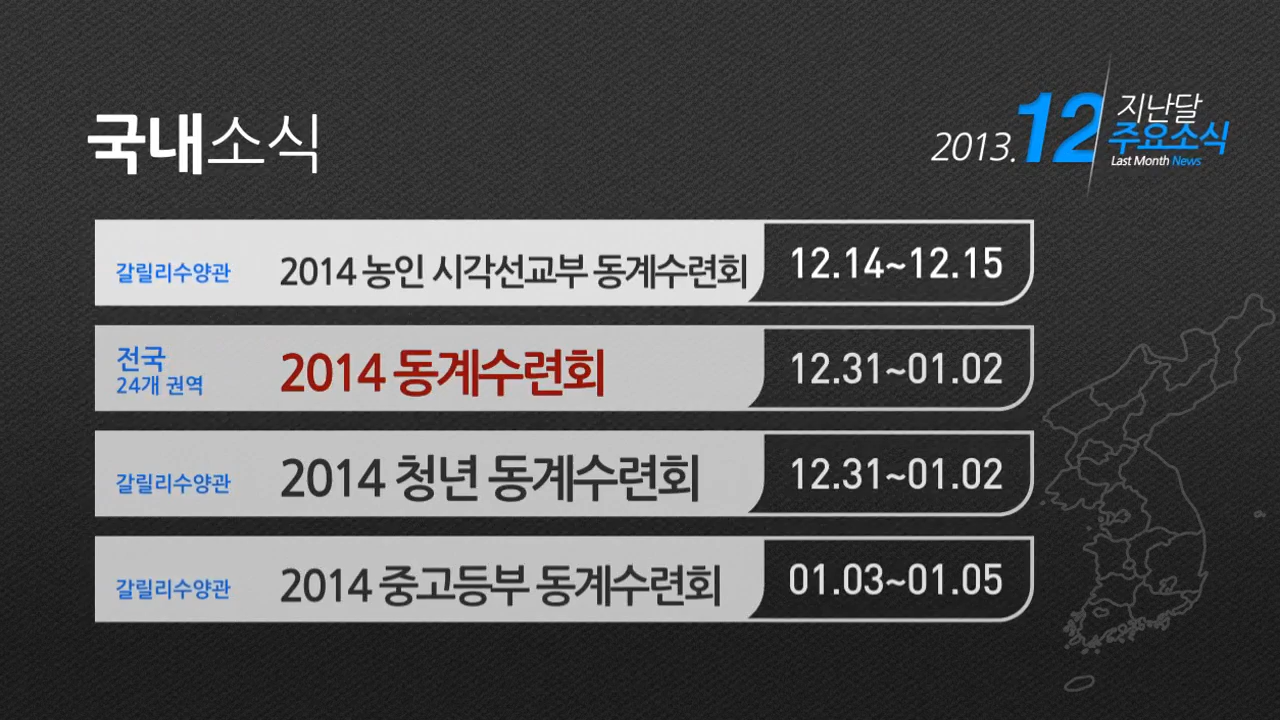 국내소식
2013.12 지난달
주요소식
Last Month News
갈릴리수양관 2014 농인 시각선교부 동계수련회 12.14~12.15
전국
24개 권역 2014 동계수련회 12.31~01.02
갈릴리수양관 2014 청년 동계수련회 12.31~01.02
갈릴리수양관 2014 중고등부 동계수련회 01.03~01.05